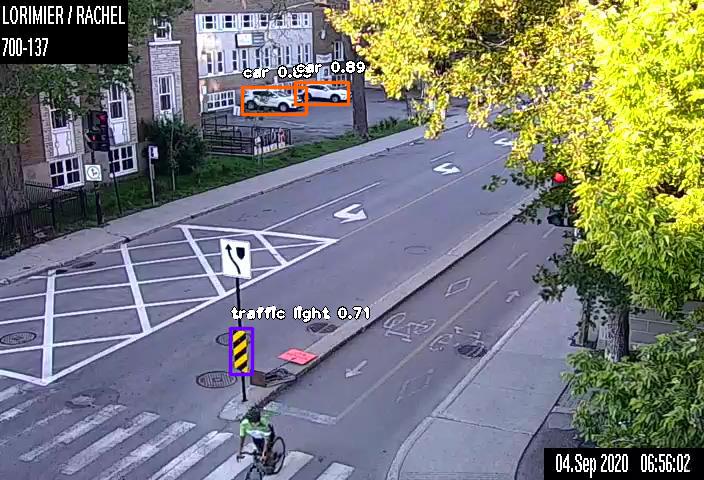 LORIMIER / RACHEL
700-137
car 0.89
car 0.89
traffic light 0.71
04.Sep 2020 06:56:02